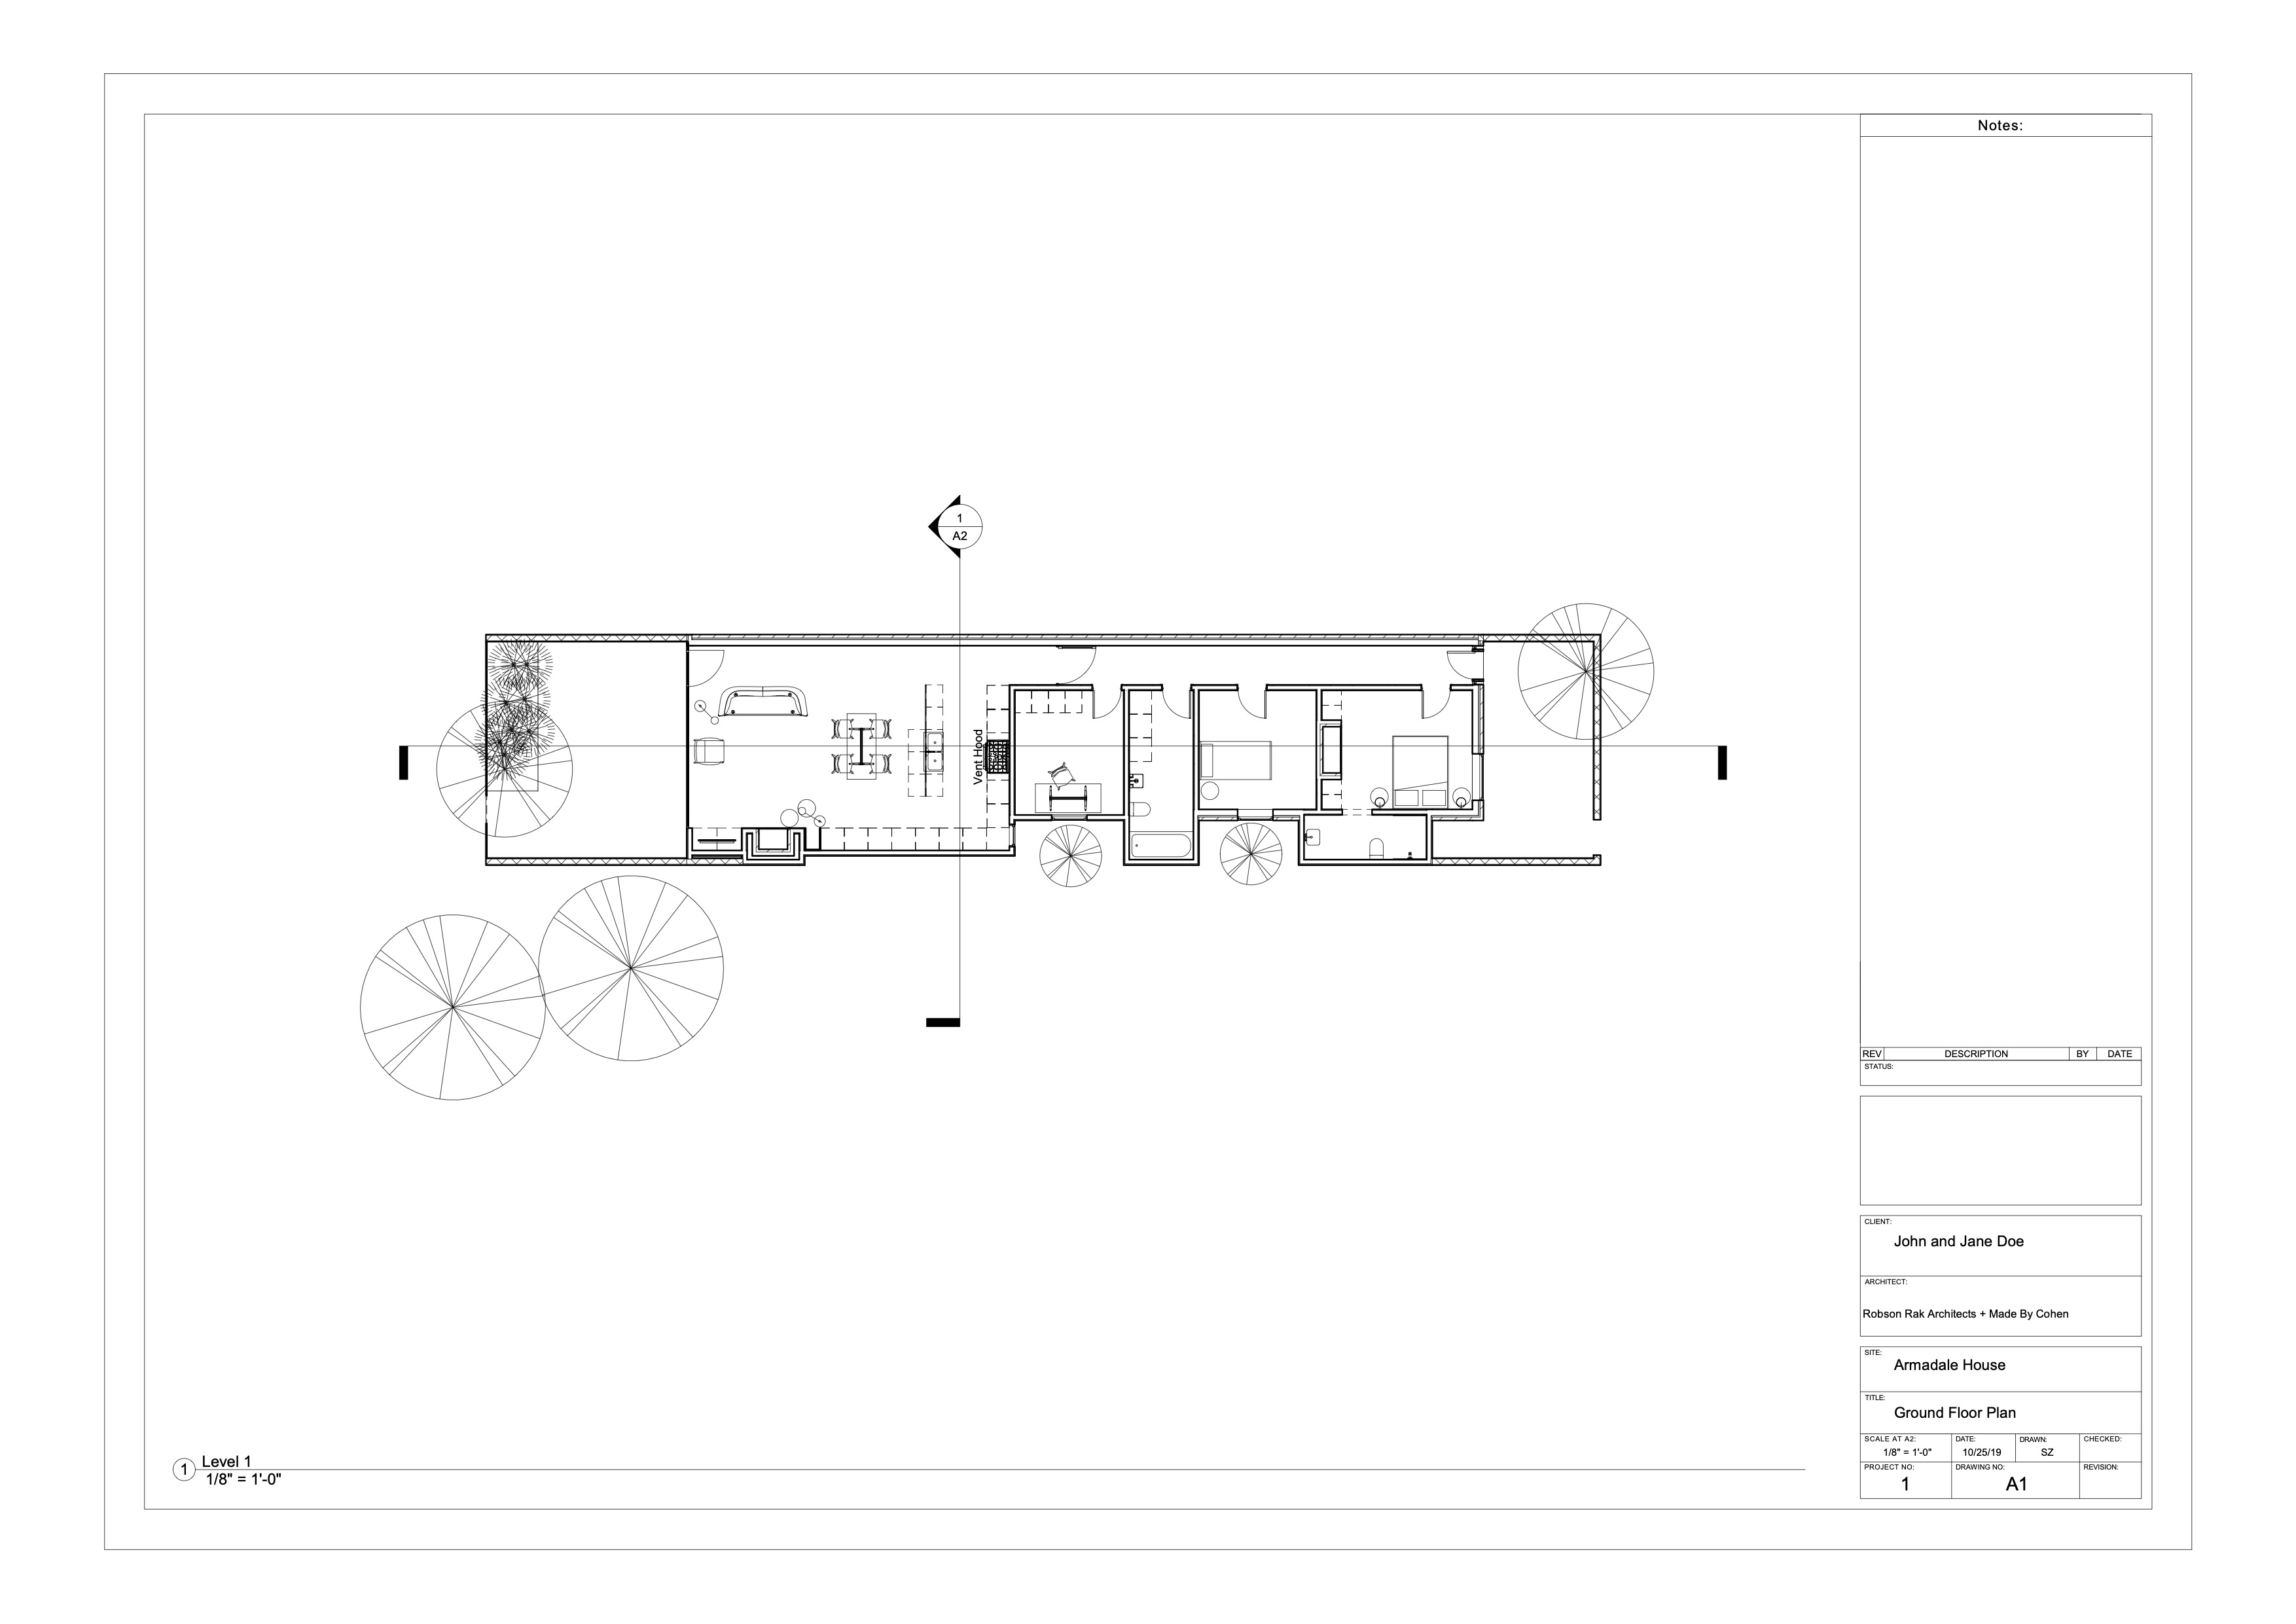 Notes:
1
A2
Vent Hood
REV DESCRIPTION BY DATE
STATUS:
CLIENT:
John and Jane Doe
ARCHITECT:
Robson Rak Architects + Made By Cohen
SITE:
Armadale House
TITLE:
Ground Floor Plan
SCALE AT A2: DATE: DRAWN: CHECKED:
1/8" = 1'-0" 10/25/19 SZ
PROJECT NO: DRAWING NO: REVISION:
1 A1
1 Level 1
1/8" = 1'-0"